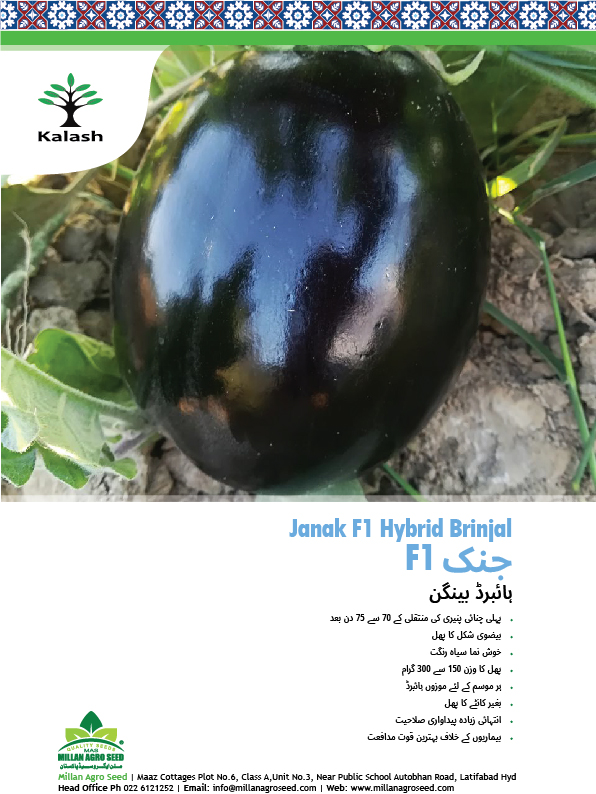 Kalash
Janak F1 Hybrid Brinjal
جنک F1
ہائبرڈ بینگن
• پہلی چنائی پنیری کی منتقلی کے 70 سے 75 دن بعد
• بیضوی شکل کا پھل
• خوش نما سیاہ رنگت
• پھل کا وزن 150 سے 300 گرام
• ہر موسم کے لئے موزوں ہائبرڈ
• بغیر کانٹے کا پھل
• انتہائی زیادہ پیداواری صلاحیت
• بیماریوں کے خلاف بہترین قوت مدافعت
QUALITY SEEDS
MAS
MILLAN AGRO SEED
ملن ایگرو سیڈ پاکستان
Millan Agro Seed | Maaz Cottages Plot No.6, Class A,Unit No.3, Near Public School Autobhan Road, Latifabad Hyd
Head Office Ph 022 6121252 | Email: info@millanagroseed.com | Web: www.millanagroseed.com